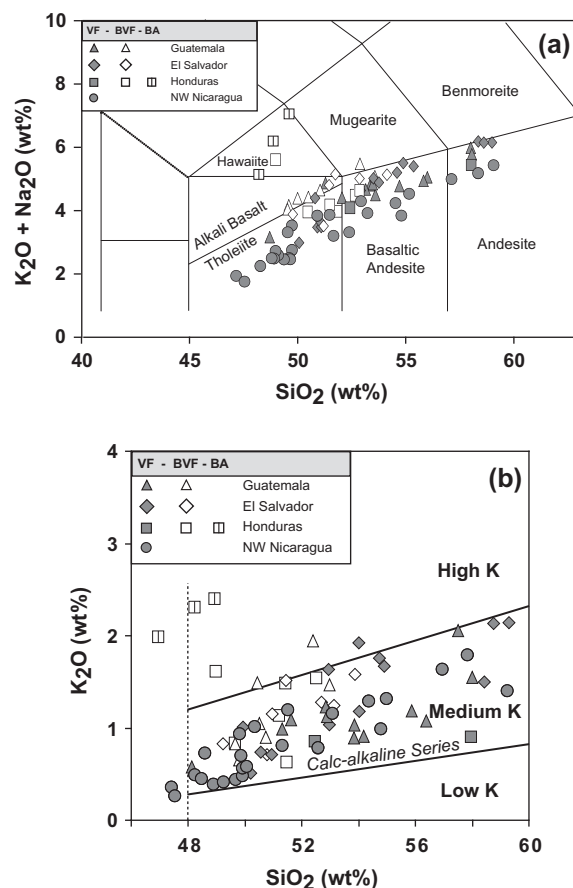 VF - BVF - BA
Guatemala
El Salvador
Honduras
NW Nicaragua
(a)
Benmoreite
Mugearite
Hawaiite
Alkali Basalt
Tholeiite
Basaltic
Andesite
Andesite
K2O + Na2O (wt%)
10
8
6
4
2
0
40 45 50 55 60
SiO2 (wt%)
VF - BVF - BA
Guatemala
El Salvador
Honduras
NW Nicaragua
(b)
High K
Medium K
Calc-alkaline Series
Low K
K2O (wt%)
4
3
2
1
0
48 52 56 60
SiO2 (wt%)